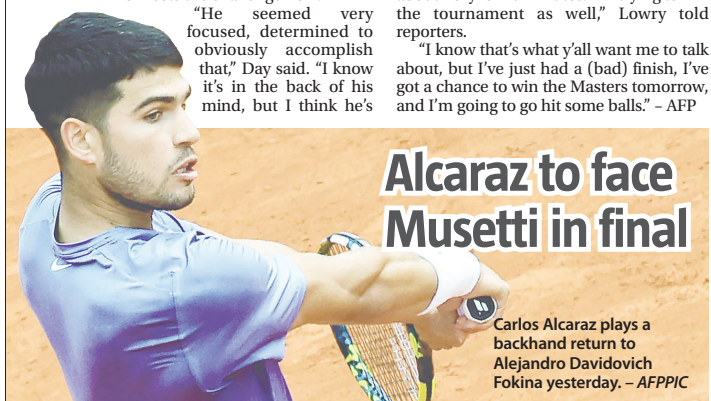 "He seemed very
focused, determined to
obviously accomplish
that," Day said. "I know
it's in the back of his
mind, but I think he's
the tournament as well," Lowry told
reporters.
"I know that's what y'all want me to talk
about, but I've just had a (bad) finish, I've
got a chance to win the Masters tomorrow,
and I'm going to go hit some balls." – AFP
Alcaraz to face
Musetti in final
Carlos Alcaraz plays a
backhand return to
Alejandro Davidovich
Fokina yesterday. – AFPPIC